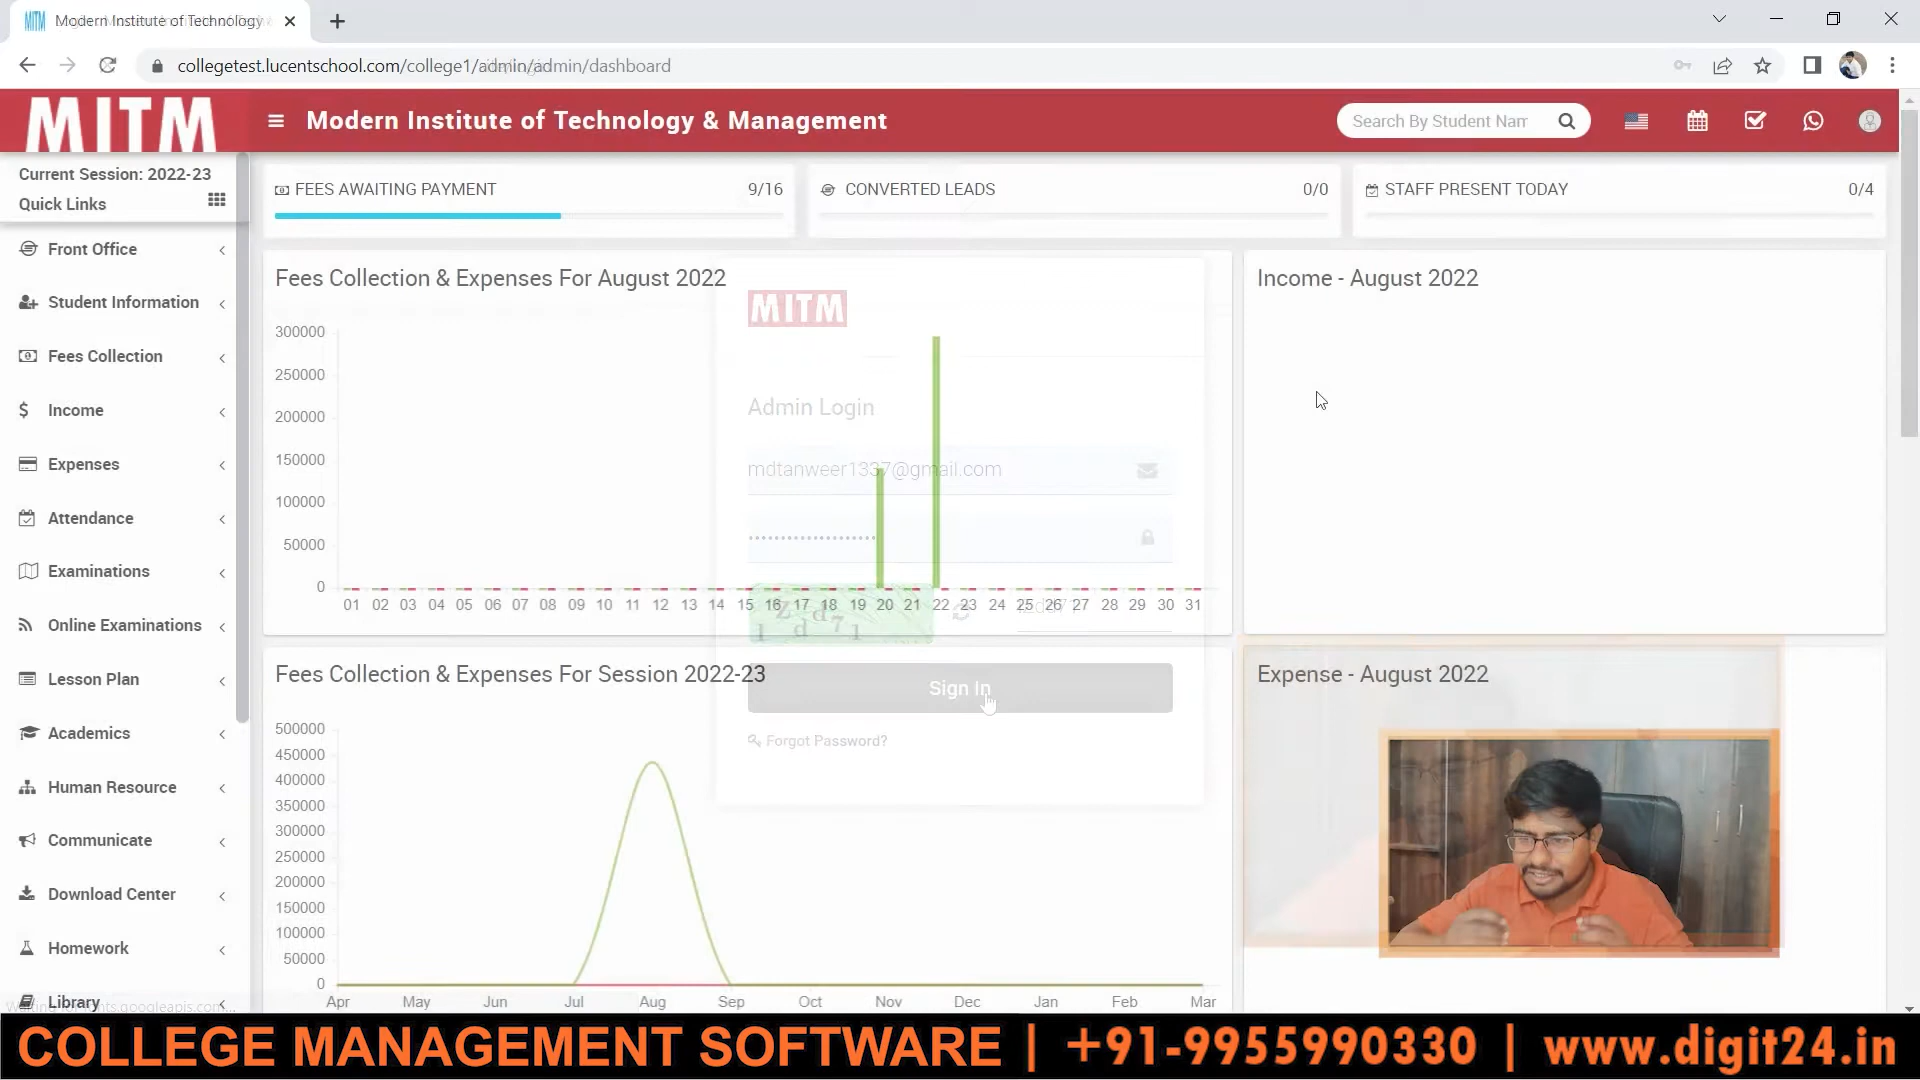 Modern Institute of Technology
collegetest.lucentschool.com/college1/admin/admin/dashboard
MITM
Modern Institute of Technology & Management
Search By Student Nam
Current Session: 2022-23
Quick Links
FEES AWAITING PAYMENT 9/16
CONVERTED LEADS 0/0
STAFF PRESENT TODAY 0/4
Front Office
Student Information
Fees Collection
Income
Expenses
Attendance
Examinations
Online Examinations
Lesson Plan
Academics
Human Resource
Communicate
Download Center
Homework
Library
Fees Collection & Expenses For August 2022
300000
250000
200000
150000
100000
50000
0
01 02 03 04 05 06 07 08 09 10 11 12 13 14 15 16 17 18 19 20 21 22 23 24 25 26 27 28 29 30 31
Income - August 2022
MITM
Admin Login
mdtanweer1337@gmail.com
Sign In
Forgot Password?
Fees Collection & Expenses For Session 2022-23
500000
450000
400000
350000
300000
250000
200000
150000
100000
50000
0
Apr May Jun Jul Aug Sep Oct Nov Dec Jan Feb Mar
Expense - August 2022
COLLEGE MANAGEMENT SOFTWARE | +91-9955990330 | www.digit24.in